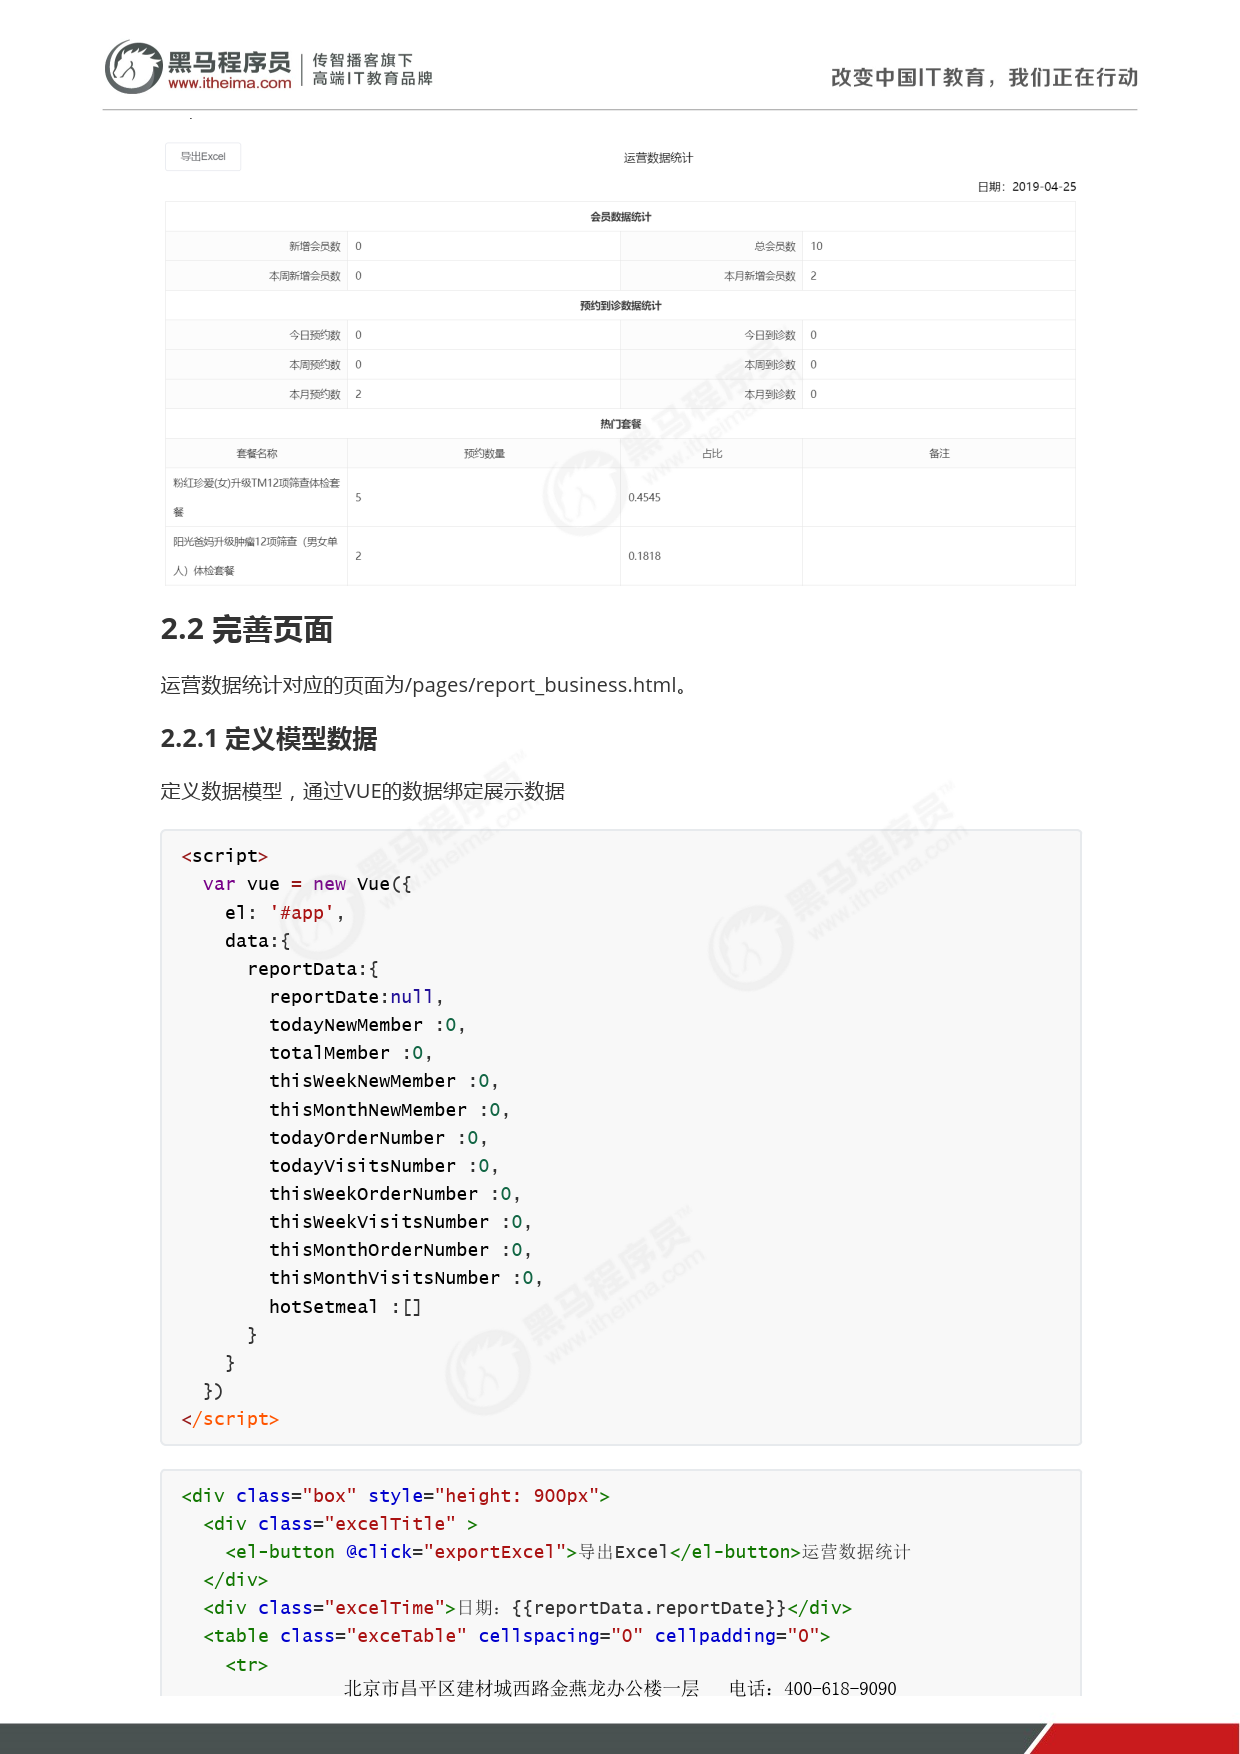 黑马程序员
www.itheima.com
传智播客旗下
高端IT教育品牌
改变中国IT教育，我们正在行动
导出Excel
运营数据统计
日期：2019-04-25
会员数据统计
新增会员数 0 总会员数 10
本周新增会员数 0 本月新增会员数 2
预约到诊数据统计
今日预约数 0 今日到诊数 0
本周预约数 0 本周到诊数 0
本月预约数 2 本月到诊数 0
热门套餐
套餐名称 预约数量 占比 备注
粉红珍爱(女)升级TM12项筛查体检套
餐
5 0.4545
阳光爸妈升级肿瘤12项筛查（男女单
人）体检套餐
2 0.1818
2.2 完善页面
运营数据统计对应的页面为/pages/report_business.html。
2.2.1 定义模型数据
定义数据模型，通过VUE的数据绑定展示数据
<script>
  var vue = new Vue({
    el: '#app',
    data:{
      reportData:{
        reportDate:null,
        todayNewMember :0,
        totalMember :0,
        thisWeekNewMember :0,
        thisMonthNewMember :0,
        todayOrderNumber :0,
        todayVisitsNumber :0,
        thisWeekOrderNumber :0,
        thisWeekVisitsNumber :0,
        thisMonthOrderNumber :0,
        thisMonthVisitsNumber :0,
        hotSetmeal :[]
      }
    }
  })
</script>
<div class="box" style="height: 900px">
  <div class="excelTitle" >
    <el-button @click="exportExcel">导出Excel</el-button>运营数据统计
  </div>
  <div class="excelTime">日期：{{reportData.reportDate}}</div>
  <table class="exceTable" cellspacing="0" cellpadding="0">
    <tr>
北京市昌平区建材城西路金燕龙办公楼一层 电话：400-618-9090